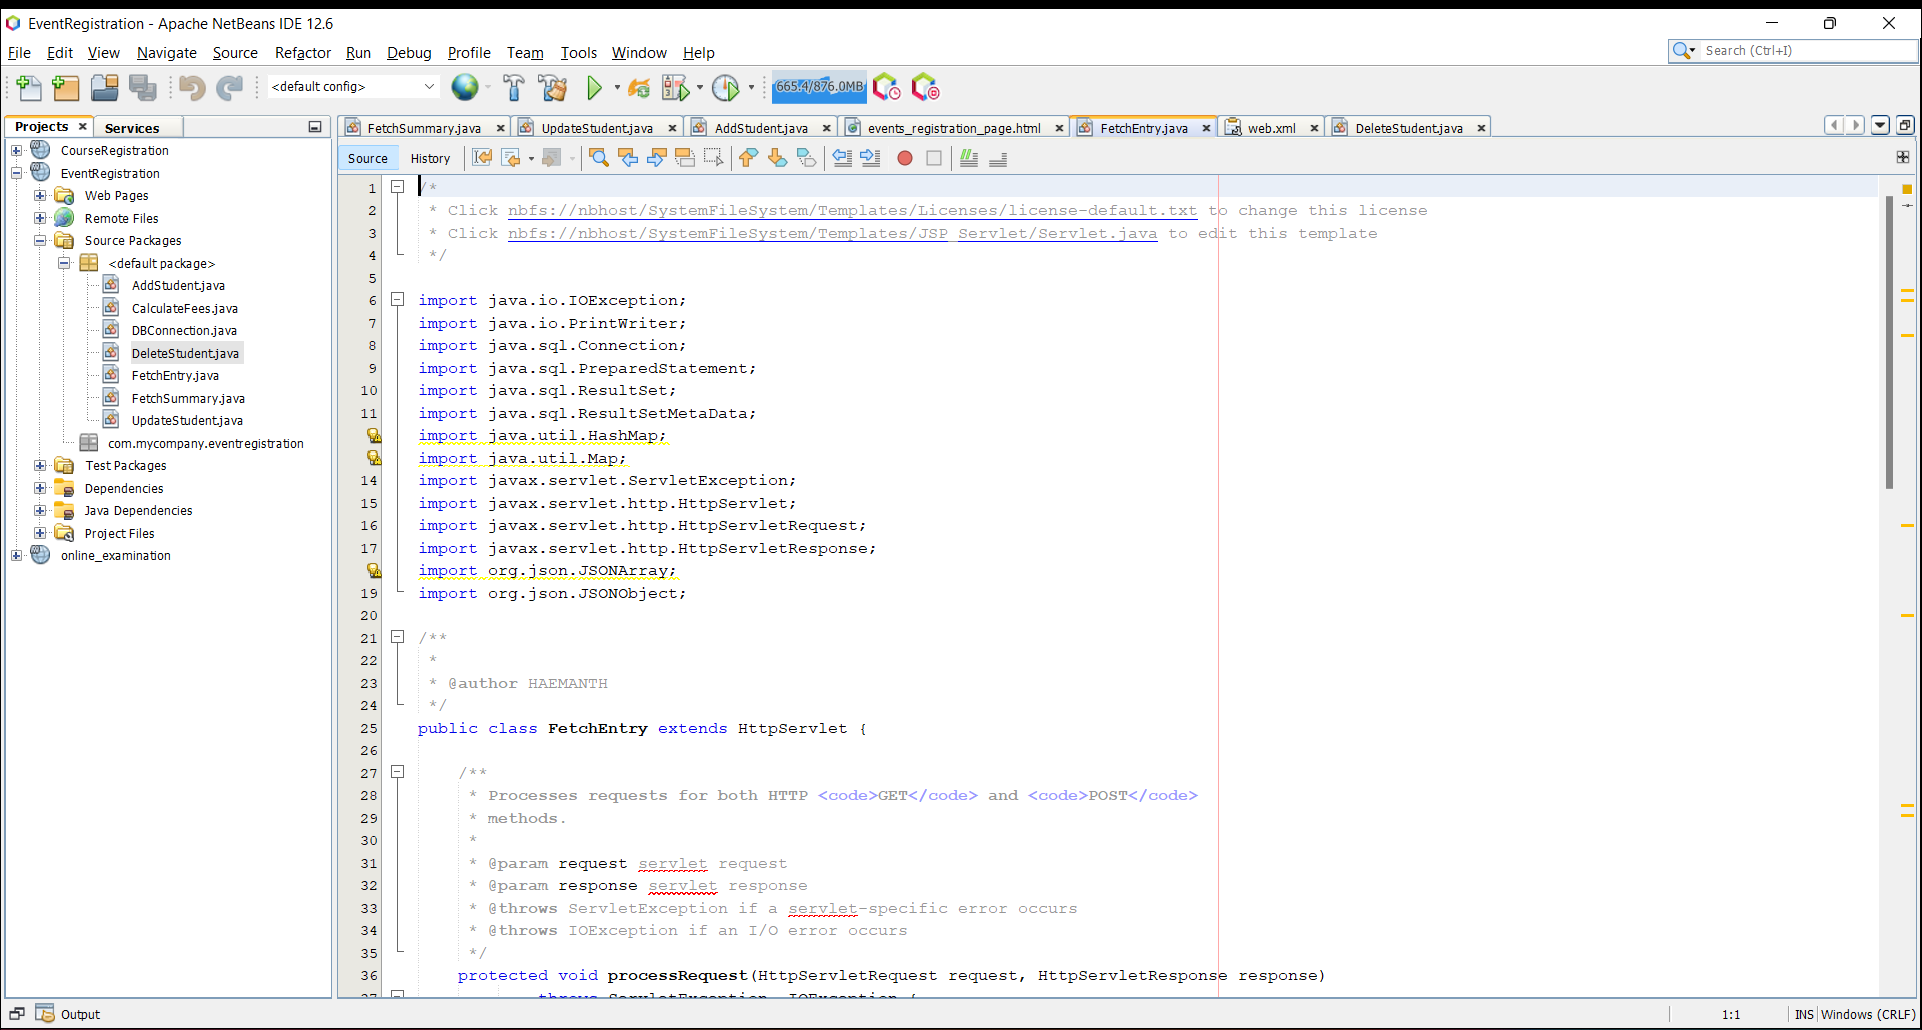 EventRegistration - Apache NetBeans IDE 12.6
File Edit View Navigate Source Refactor Run Debug Profile Team Tools Window Help
Search (Ctrl+I)
<default config>
665.4/876.0MB
Projects
Services
CourseRegistration
EventRegistration
Web Pages
Remote Files
Source Packages
<default package>
AddStudent.java
CalculateFees.java
DBConnection.java
DeleteStudent.java
FetchEntry.java
FetchSummary.java
UpdateStudent.java
com.mycompany.eventregistration
Test Packages
Dependencies
Java Dependencies
Project Files
online_examination
FetchSummary.java UpdateStudent.java AddStudent.java events_registration_page.html FetchEntry.java web.xml DeleteStudent.java
Source History
1 /*
2 * Click nbfs://nbhost/SystemFileSystem/Templates/Licenses/license-default.txt to change this license
3 * Click nbfs://nbhost/SystemFileSystem/Templates/JSP_Servlet/Servlet.java to edit this template
4 */
5
6 import java.io.IOException;
7 import java.io.PrintWriter;
8 import java.sql.Connection;
9 import java.sql.PreparedStatement;
10 import java.sql.ResultSet;
11 import java.sql.ResultSetMetaData;
import java.util.HashMap;
import java.util.Map;
14 import javax.servlet.ServletException;
15 import javax.servlet.http.HttpServlet;
16 import javax.servlet.http.HttpServletRequest;
17 import javax.servlet.http.HttpServletResponse;
import org.json.JSONArray;
19 import org.json.JSONObject;
20
21 /**
22 *
23 * @author HAEMANTH
24 */
25 public class FetchEntry extends HttpServlet {
26
27 /**
28 * Processes requests for both HTTP <code>GET</code> and <code>POST</code>
29 * methods.
30 *
31 * @param request servlet request
32 * @param response servlet response
33 * @throws ServletException if a servlet-specific error occurs
34 * @throws IOException if an I/O error occurs
35 */
36 protected void processRequest(HttpServletRequest request, HttpServletResponse response)
37 throws ServletException, IOException {
Output
1:1 INS Windows (CRLF)